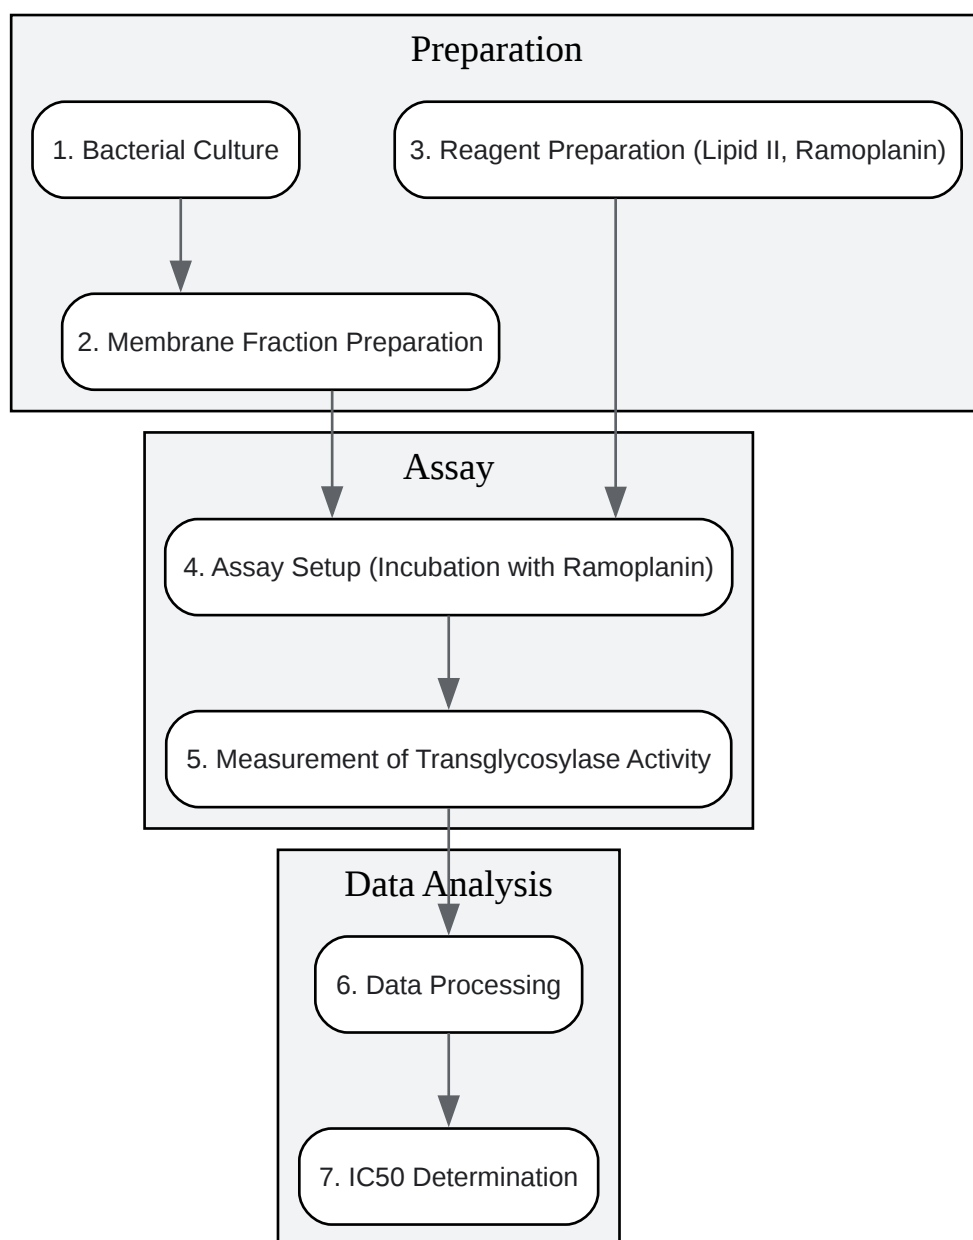 Preparation
1. Bacterial Culture
3. Reagent Preparation (Lipid II, Ramoplanin)
2. Membrane Fraction Preparation
Assay
4. Assay Setup (Incubation with Ramoplanin)
5. Measurement of Transglycosylase Activity
Data Analysis
6. Data Processing
7. IC50 Determination